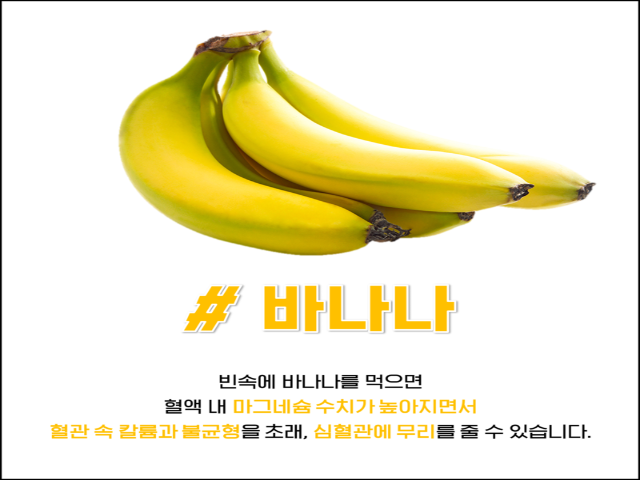 # 바나나
빈속에 바나나를 먹으면
혈액 내 마그네슘 수치가 높아지면서
혈관 속 칼륨과 불균형을 초래, 심혈관에 무리를 줄 수 있습니다.